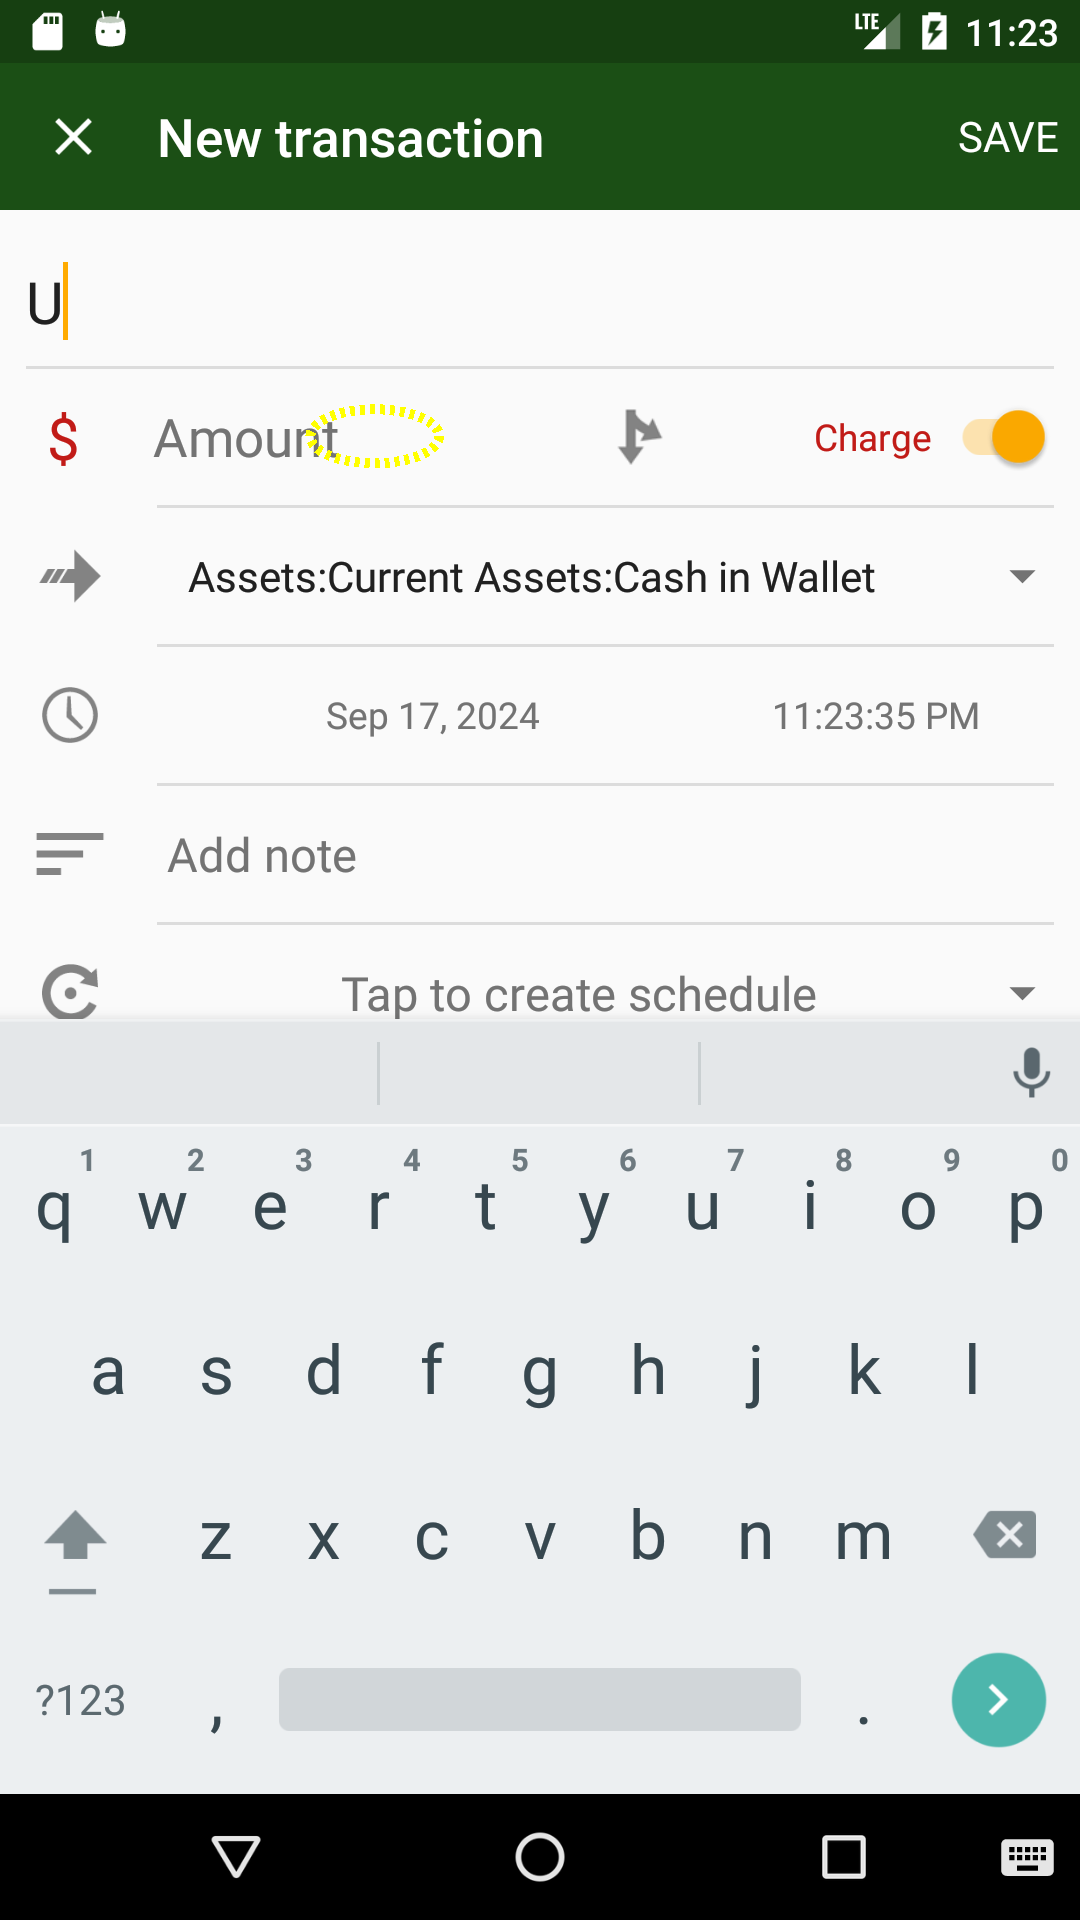 LTE 11:23
New transaction SAVE
U
$ Amount Charge
Assets:Current Assets:Cash in Wallet
Sep 17, 2024 11:23:35 PM
Add note
Tap to create schedule
1 2 3 4 5 6 7 8 9 0
q w e r t y u i o p
a s d f g h j k l
z x c v b n m
?123 , .